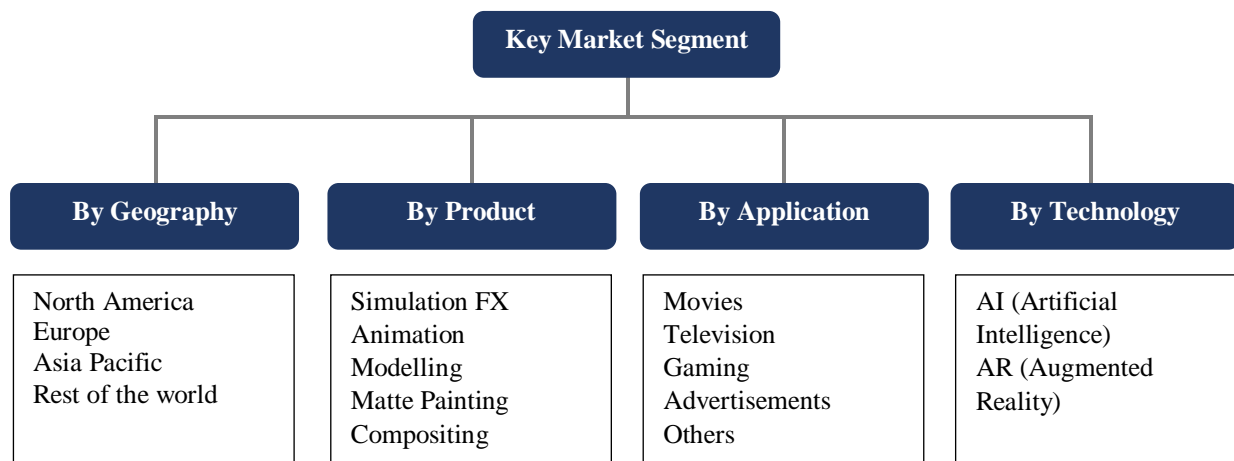 Key Market Segment
By Geography
By Product
By Application
By Technology
North America
Europe
Asia Pacific
Rest of the world
Simulation FX
Animation
Modelling
Matte Painting
Compositing
Movies
Television
Gaming
Advertisements
Others
AI (Artificial
Intelligence)
AR (Augmented
Reality)